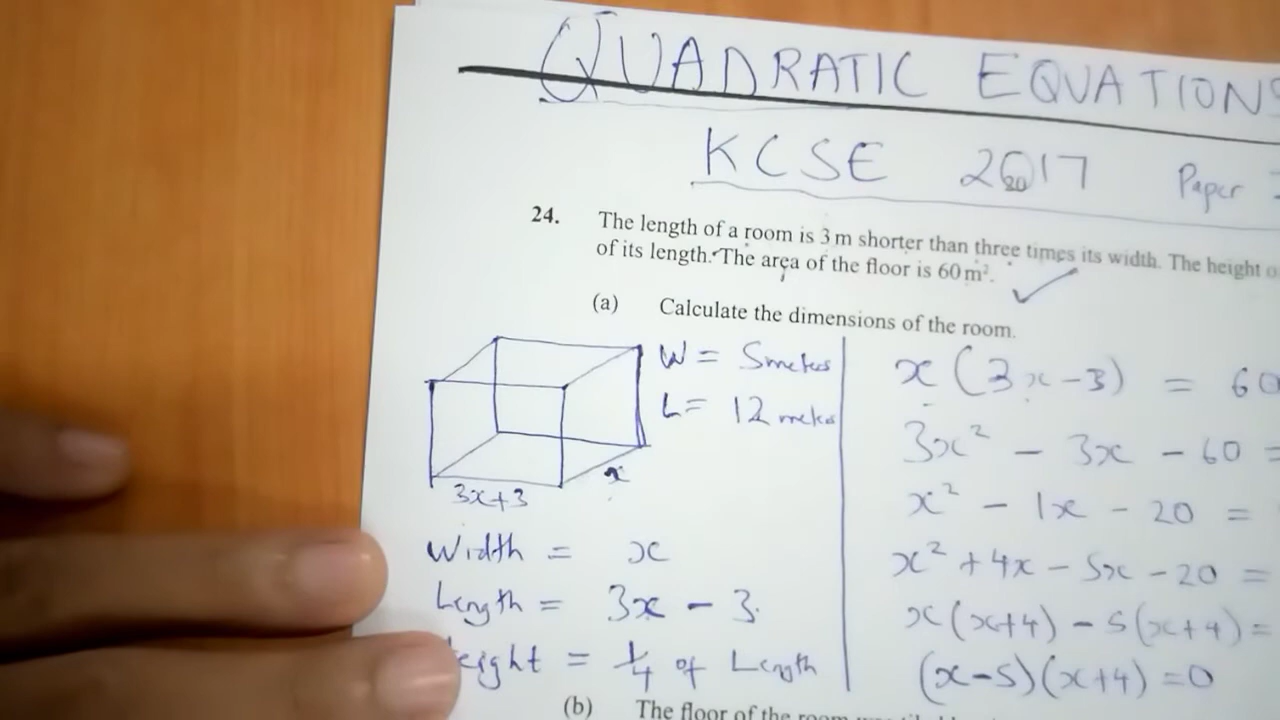 QUADRATIC EQUATIONS
KCSE 2017 Paper
24. The length of a room is 3 m shorter than three times its width. The height
of its length. The area of the floor is 60 m².
(a) Calculate the dimensions of the room.
W = 5meters
L = 12 meters
3x+3
x
Width = x
Length = 3x - 3
eight = 1/4 of Length
x(3x-3) = 60
3x² - 3x - 60 =
x² - 1x - 20 =
x² + 4x - 5x - 20 =
x(x+4) - 5(x+4) =
(x-5)(x+4) = 0
(b) The floor of the room